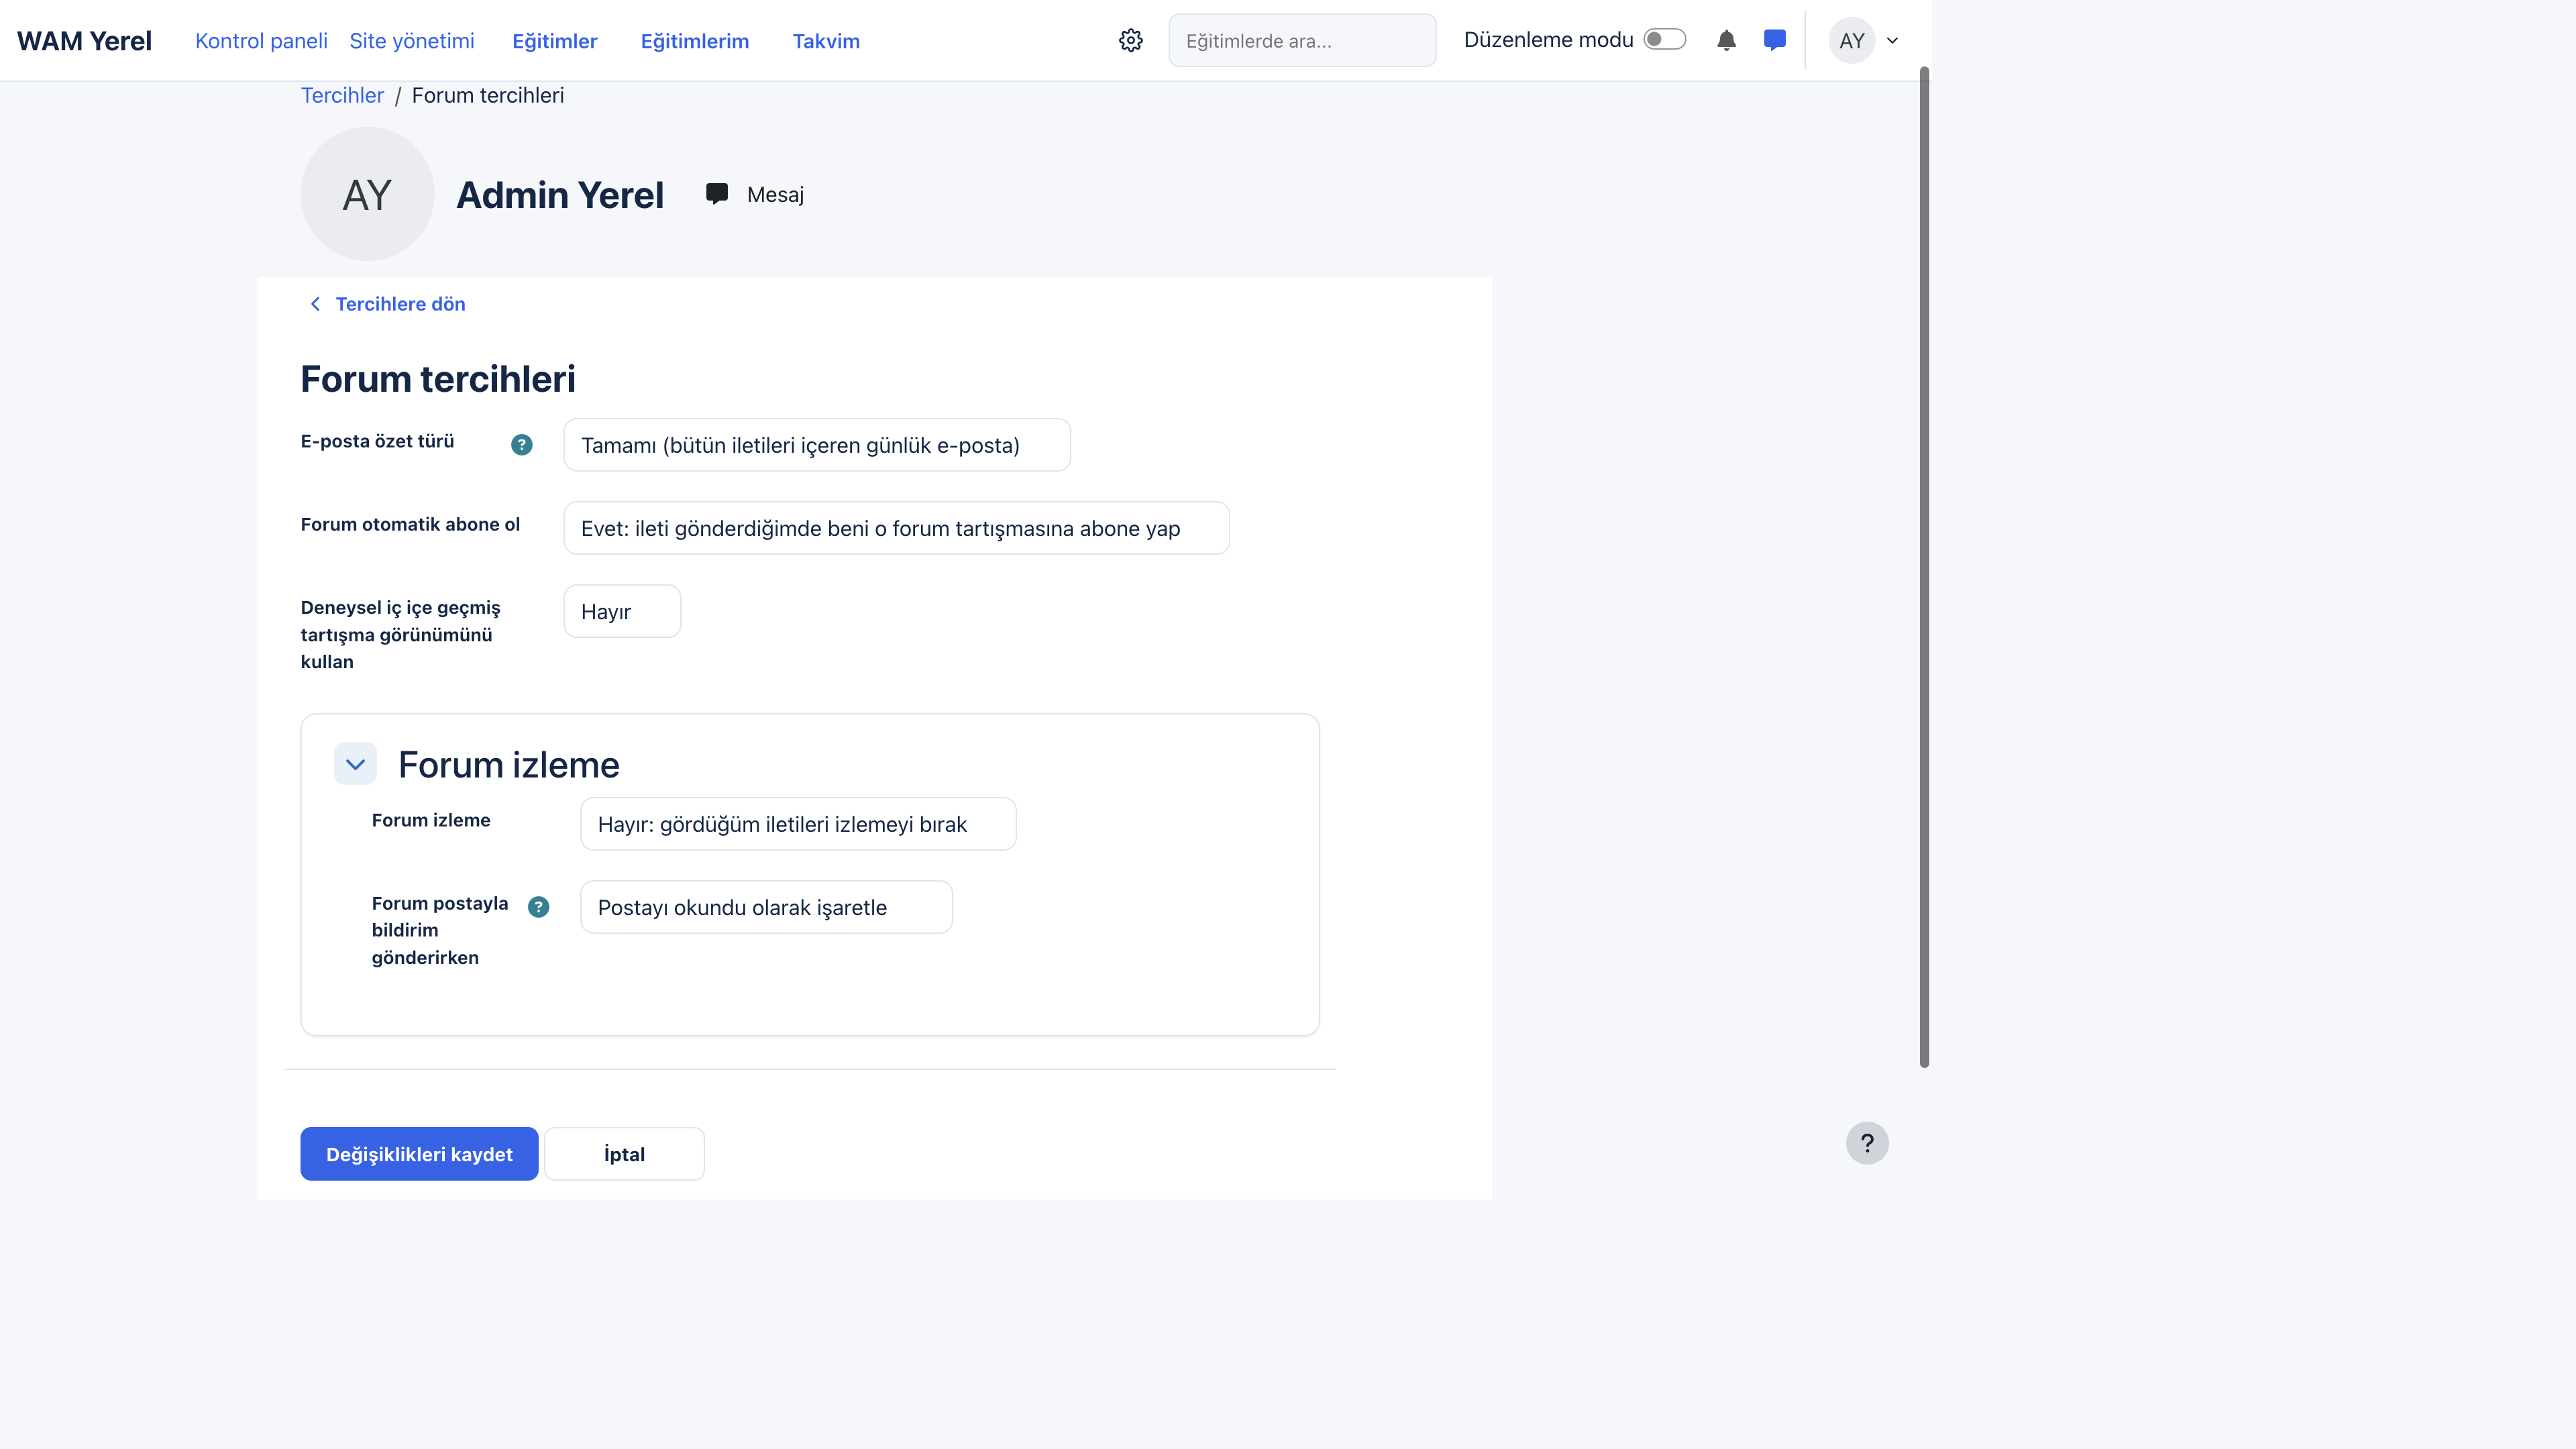 WAM Yerel
Kontrol paneli
Site yönetimi
Eğitimler
Eğitimlerim
Takvim
Eğitimlerde ara...
Düzenleme modu
AY
Tercihler / Forum tercihleri
AY
Admin Yerel
Mesaj
Tercihlere dön
Forum tercihleri
E-posta özet türü
?
Tamamı (bütün iletileri içeren günlük e-posta)
Forum otomatik abone ol
Evet: ileti gönderdiğimde beni o forum tartışmasına abone yap
Deneysel iç içe geçmiş
tartışma görünümünü
kullan
Hayır
Forum izleme
Forum izleme
Hayır: gördüğüm iletileri izlemeyi bırak
Forum postayla
bildirim
gönderirken
?
Postayı okundu olarak işaretle
Değişiklikleri kaydet
İptal
?